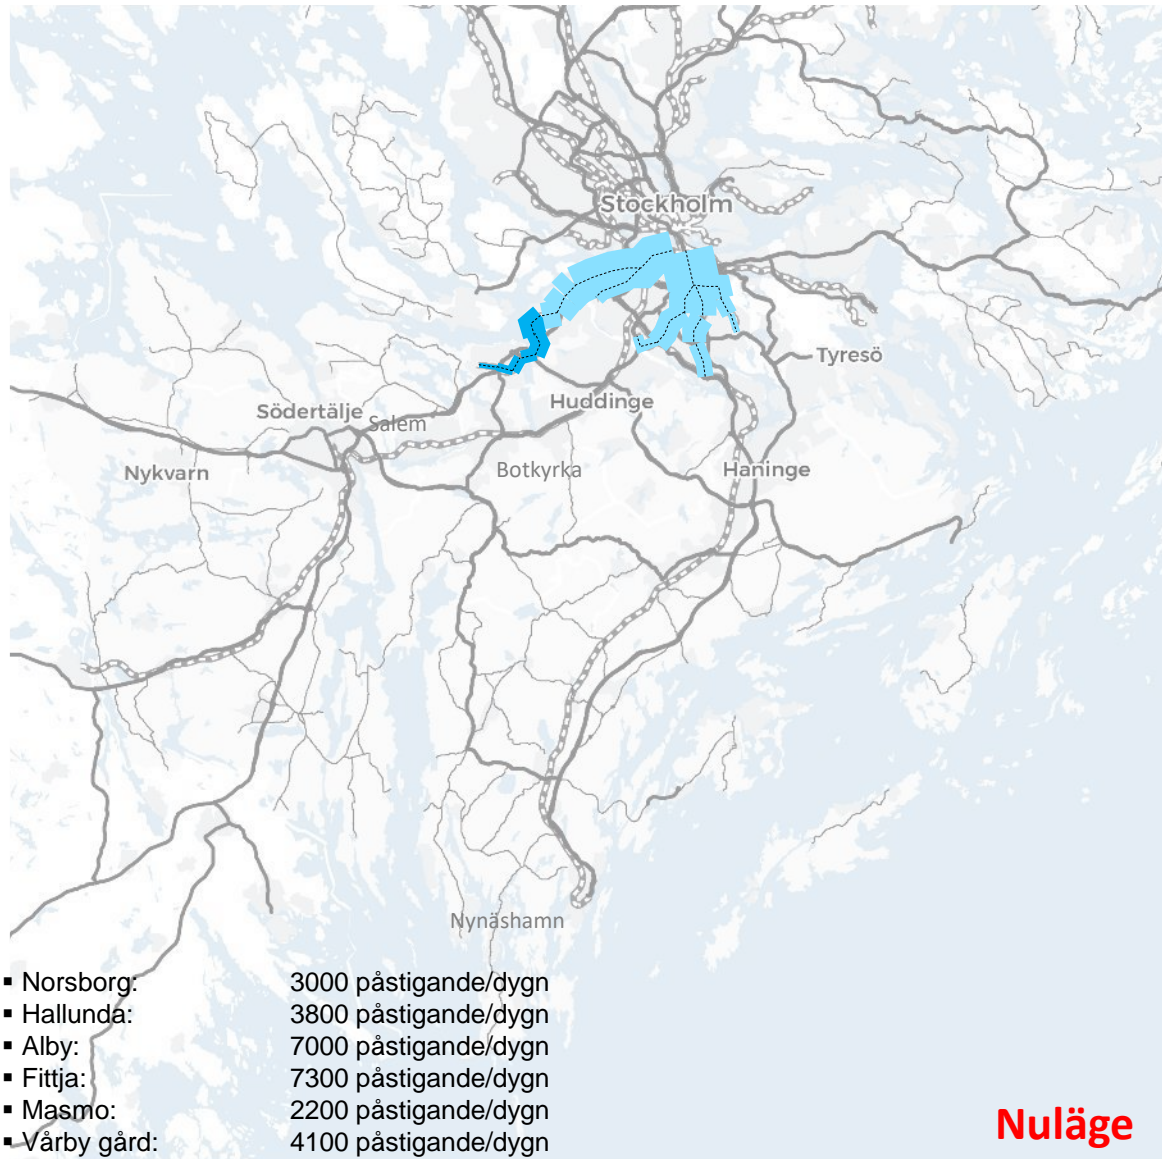 Stockholm
Tyresö
Huddinge
Södertälje
Salem
Nykvarn
Botkyrka
Haninge
Nynäshamn
▪ Norsborg: 3000 påstigande/dygn
▪ Hallunda: 3800 påstigande/dygn
▪ Alby: 7000 påstigande/dygn
▪ Fittja: 7300 påstigande/dygn
▪ Masmo: 2200 påstigande/dygn
▪ Vårby gård: 4100 påstigande/dygn
Nuläge